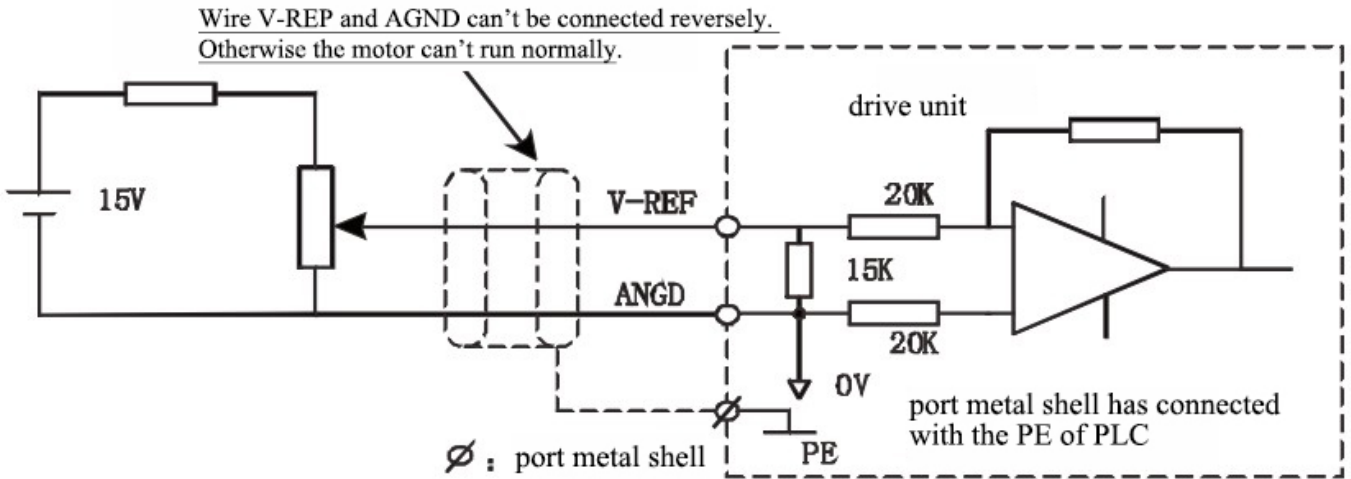 Wire V-REP and AGND can't be connected reversely.
Otherwise the motor can't run normally.
drive unit
15V
V-REF
20K
15K
ANGD
20K
0V
port metal shell has connected
with the PE of PLC
PE
Ø : port metal shell